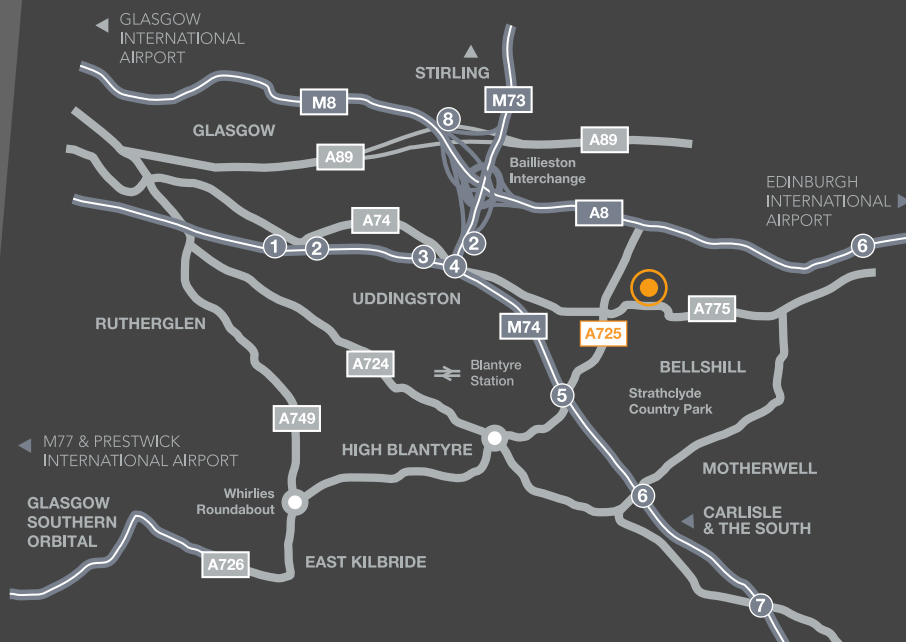 GLASGOW
INTERNATIONAL
AIRPORT
STIRLING
M8
M73
8
GLASGOW
A89
A89
Baillieston
Interchange
EDINBURGH
INTERNATIONAL
AIRPORT
A8
A74
1
2
3
4
2
6
UDDINGSTON
RUTHERGLEN
M74
A725
A775
A724
Blantyre
Station
BELLSHILL
5
Strathclyde
Country Park
A749
M77 & PRESTWICK
INTERNATIONAL AIRPORT
HIGH BLANTYRE
MOTHERWELL
Whirlies
Roundabout
6
GLASGOW
SOUTHERN
ORBITAL
CARLISLE
& THE SOUTH
A726
EAST KILBRIDE
7